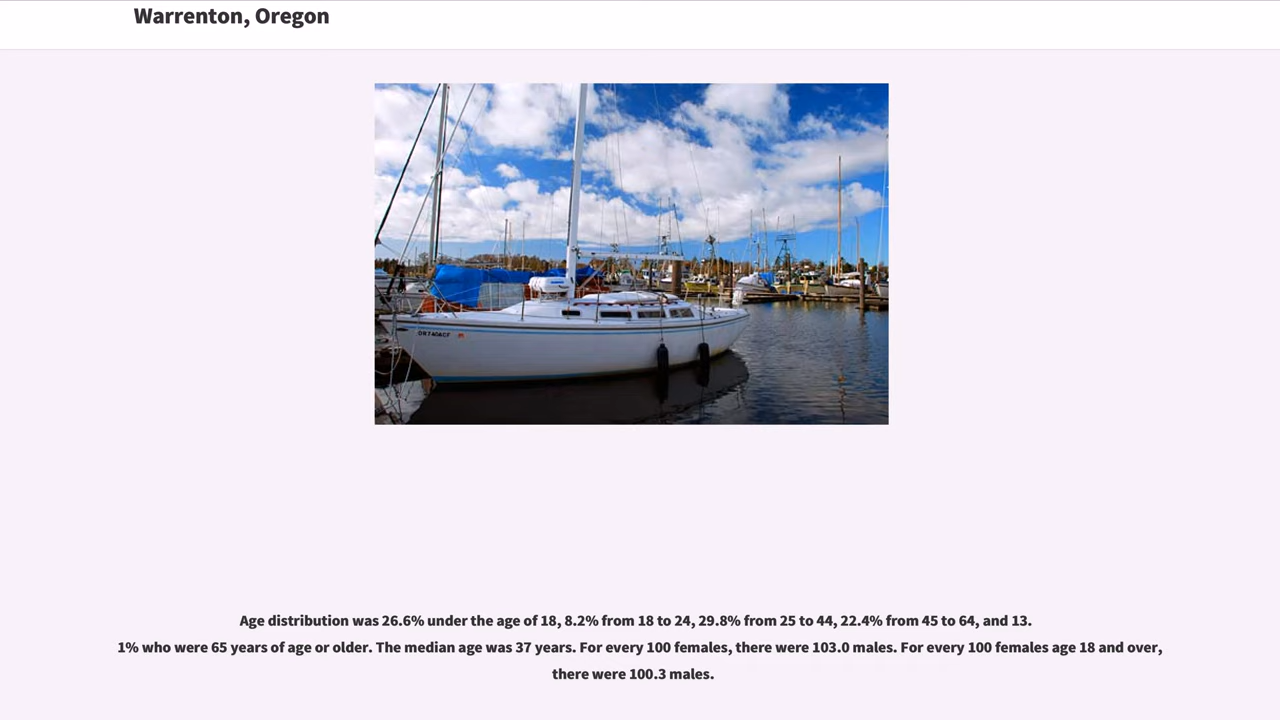 Warrenton, Oregon
Age distribution was 26.6% under the age of 18, 8.2% from 18 to 24, 29.8% from 25 to 44, 22.4% from 45 to 64, and 13.
1% who were 65 years of age or older. The median age was 37 years. For every 100 females, there were 103.0 males. For every 100 females age 18 and over,
there were 100.3 males.